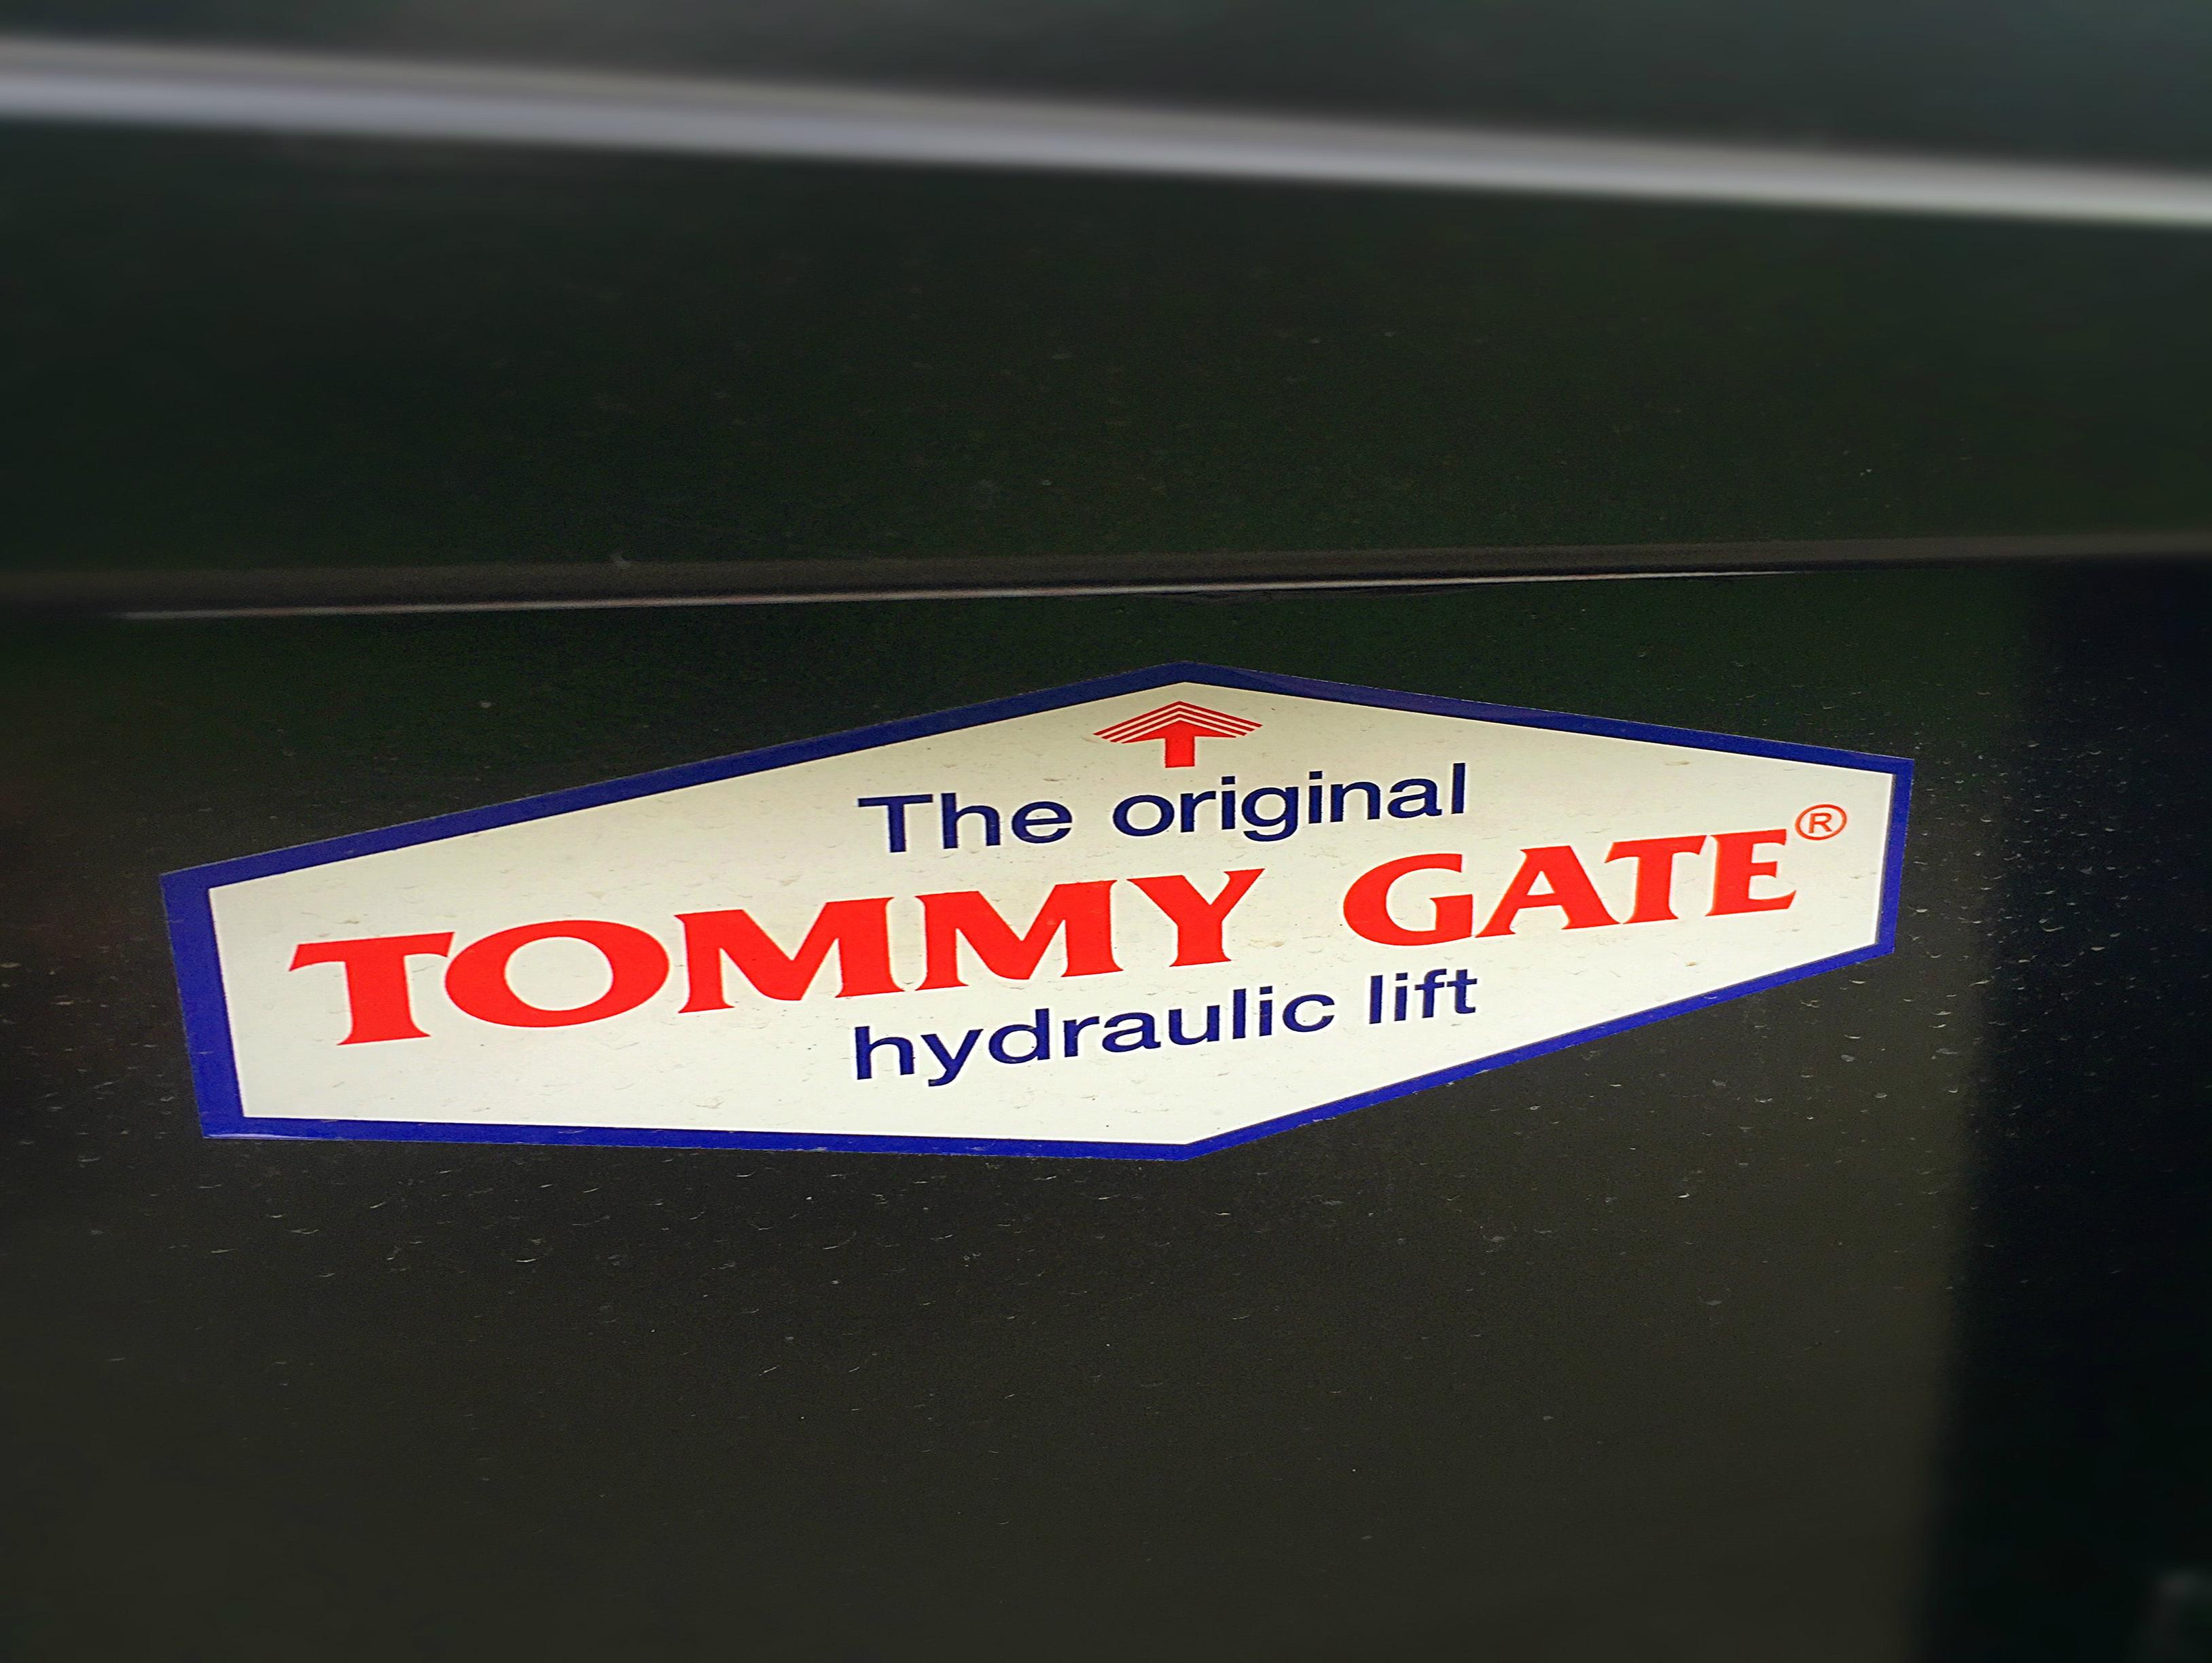 The original
TOMMY GATE®
hydraulic lift